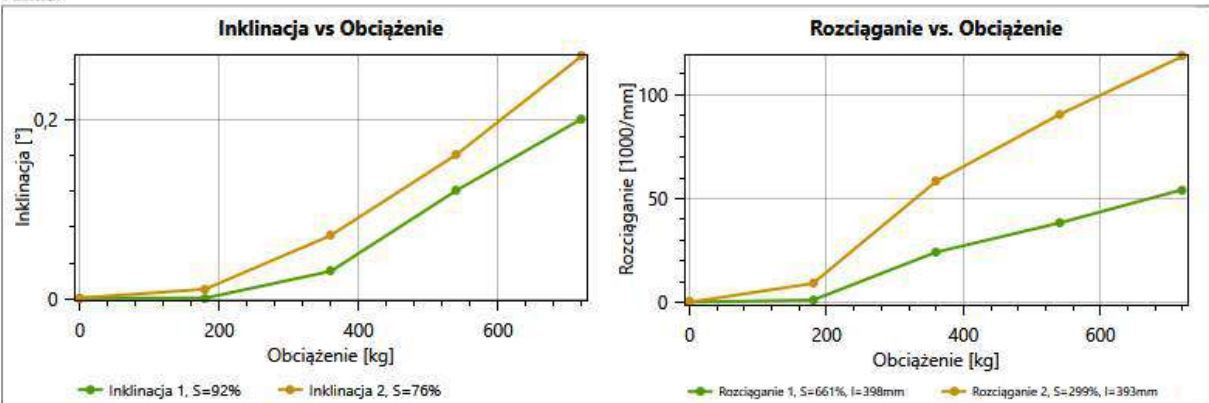 Inklinacja vs Obciążenie
0,2
0
Inklinacja [°]
0 200 400 600
Obciążenie [kg]
Inklinacja 1, S=92% Inklinacja 2, S=76%
Rozciąganie vs. Obciążenie
100
50
0
Rozciąganie [1000/mm]
0 200 400 600
Obciążenie [kg]
Rozciąganie 1, S=661%, l=398mm Rozciąganie 2, S=299%, l=393mm